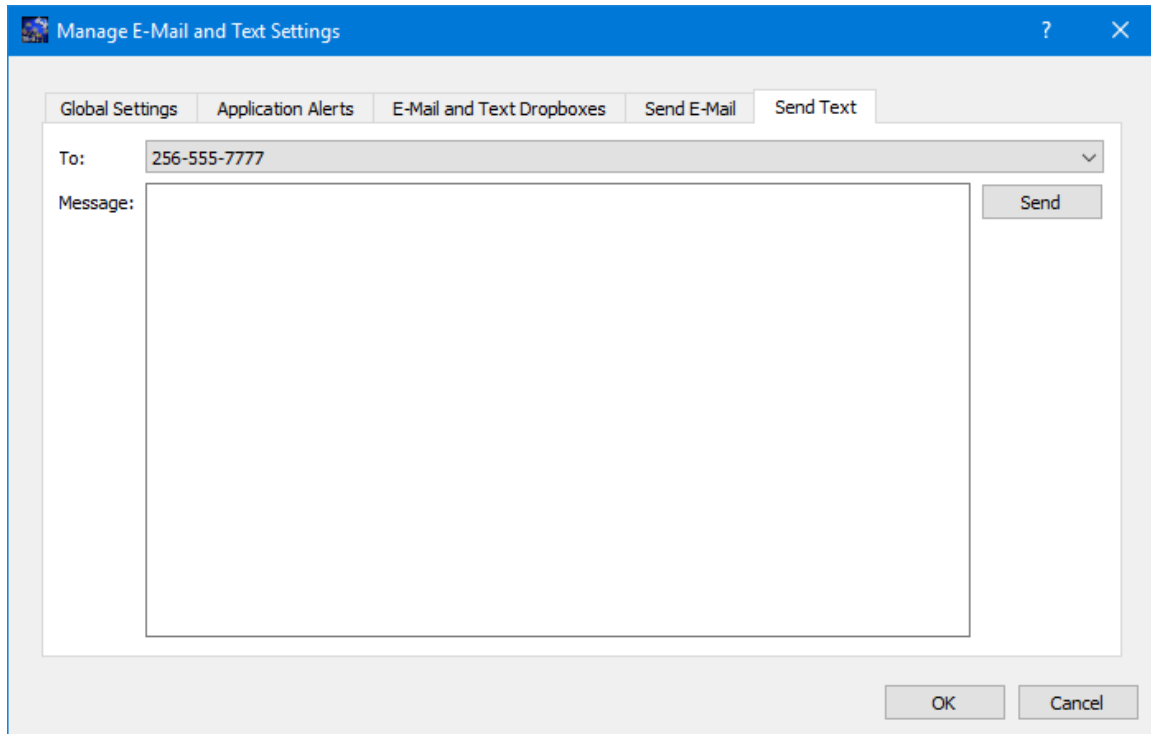 Manage E-Mail and Text Settings ?
Global Settings Application Alerts E-Mail and Text Dropboxes Send E-Mail Send Text
To: 256-555-7777
Message: Send
OK Cancel